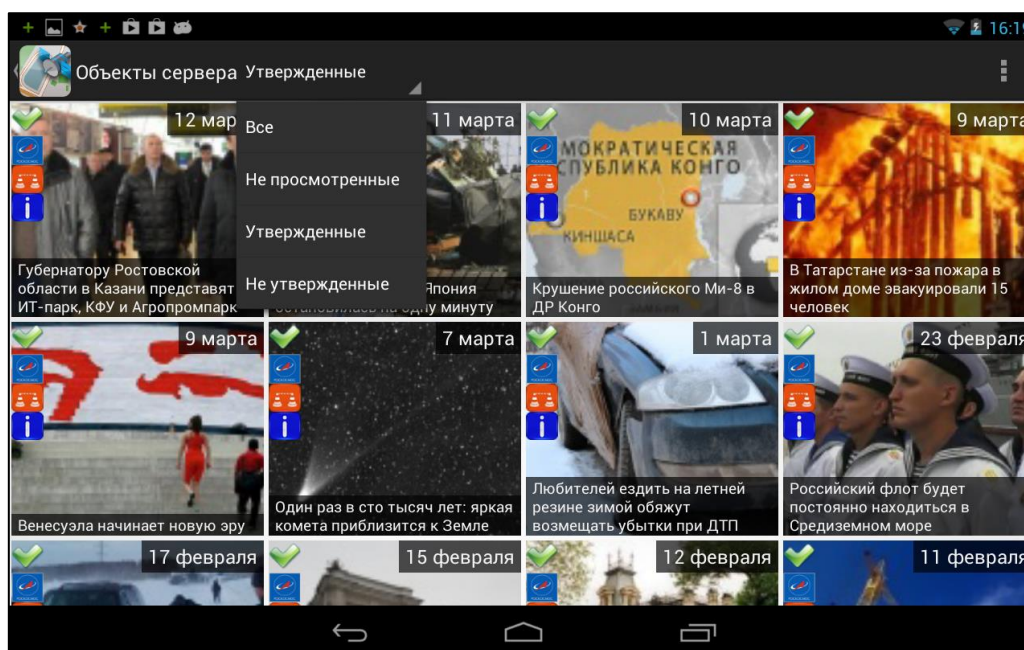 16:19
Объекты сервера Утвержденные
Все
Не просмотренные
Утвержденные
Не утвержденные
12 мар
Губернатору Ростовской
области в Казани представят
ИТ-парк, КФУ и Агропромпарк
11 марта
Япония
остановилась на одну минуту
10 марта
МОКРАТИЧЕСКАЯ
СПУБЛИКА КОНГО
БУКАВУ
КИНШАСА
Крушение российского Ми-8 в
ДР Конго
9 марта
В Татарстане из-за пожара в
жилом доме эвакуировали 15
человек
9 марта
Венесуэла начинает новую эру
7 марта
Один раз в сто тысяч лет: яркая
комета приблизится к Земле
1 марта
Любителей ездить на летней
резине зимой обяжут
возмещать убытки при ДТП
23 февраля
Российский флот будет
постоянно находиться в
Средиземном море
17 февраля
15 февраля
12 февраля
11 февраля